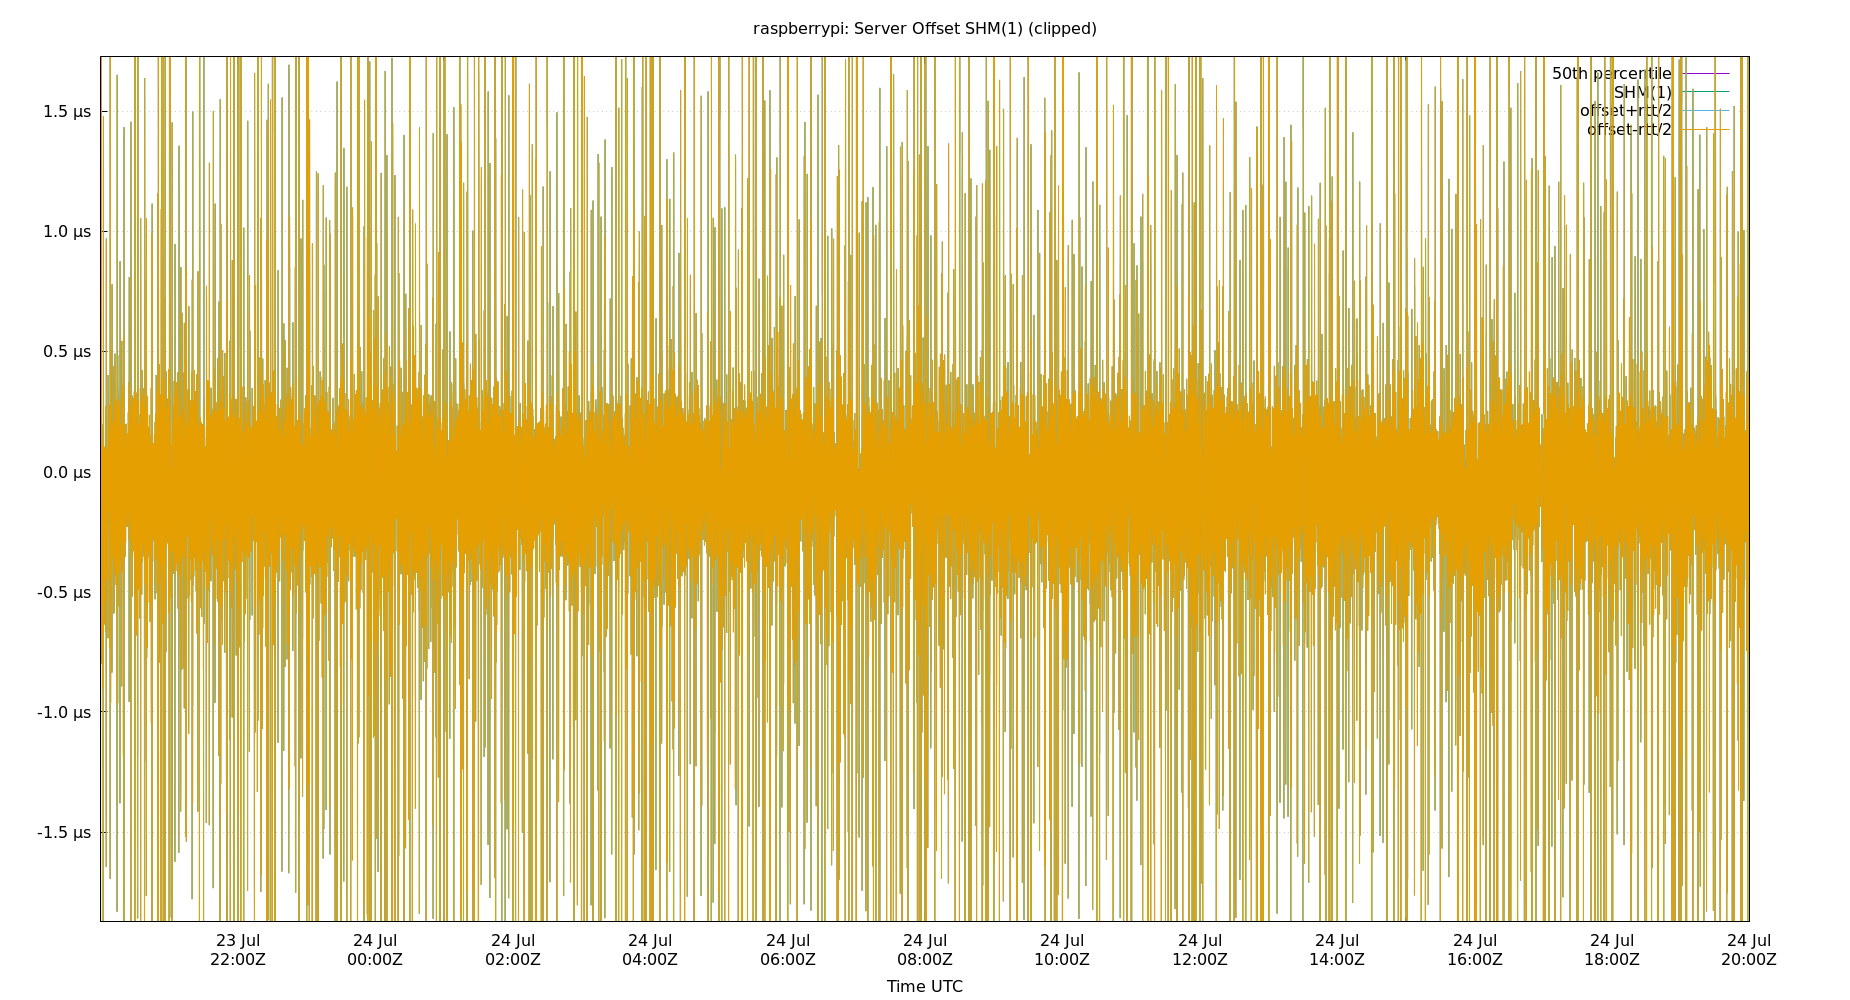 raspberrypi: Server Offset SHM(1) (clipped)
50th percentile
SHM(1)
offset+rtt/2
offset-rtt/2
1.5 µs
1.0 µs
0.5 µs
0.0 µs
-0.5 µs
-1.0 µs
-1.5 µs
23 Jul 24 Jul 24 Jul 24 Jul 24 Jul 24 Jul 24 Jul 24 Jul 24 Jul 24 Jul 24 Jul 24 Jul
22:00Z 00:00Z 02:00Z 04:00Z 06:00Z 08:00Z 10:00Z 12:00Z 14:00Z 16:00Z 18:00Z 20:00Z
Time UTC